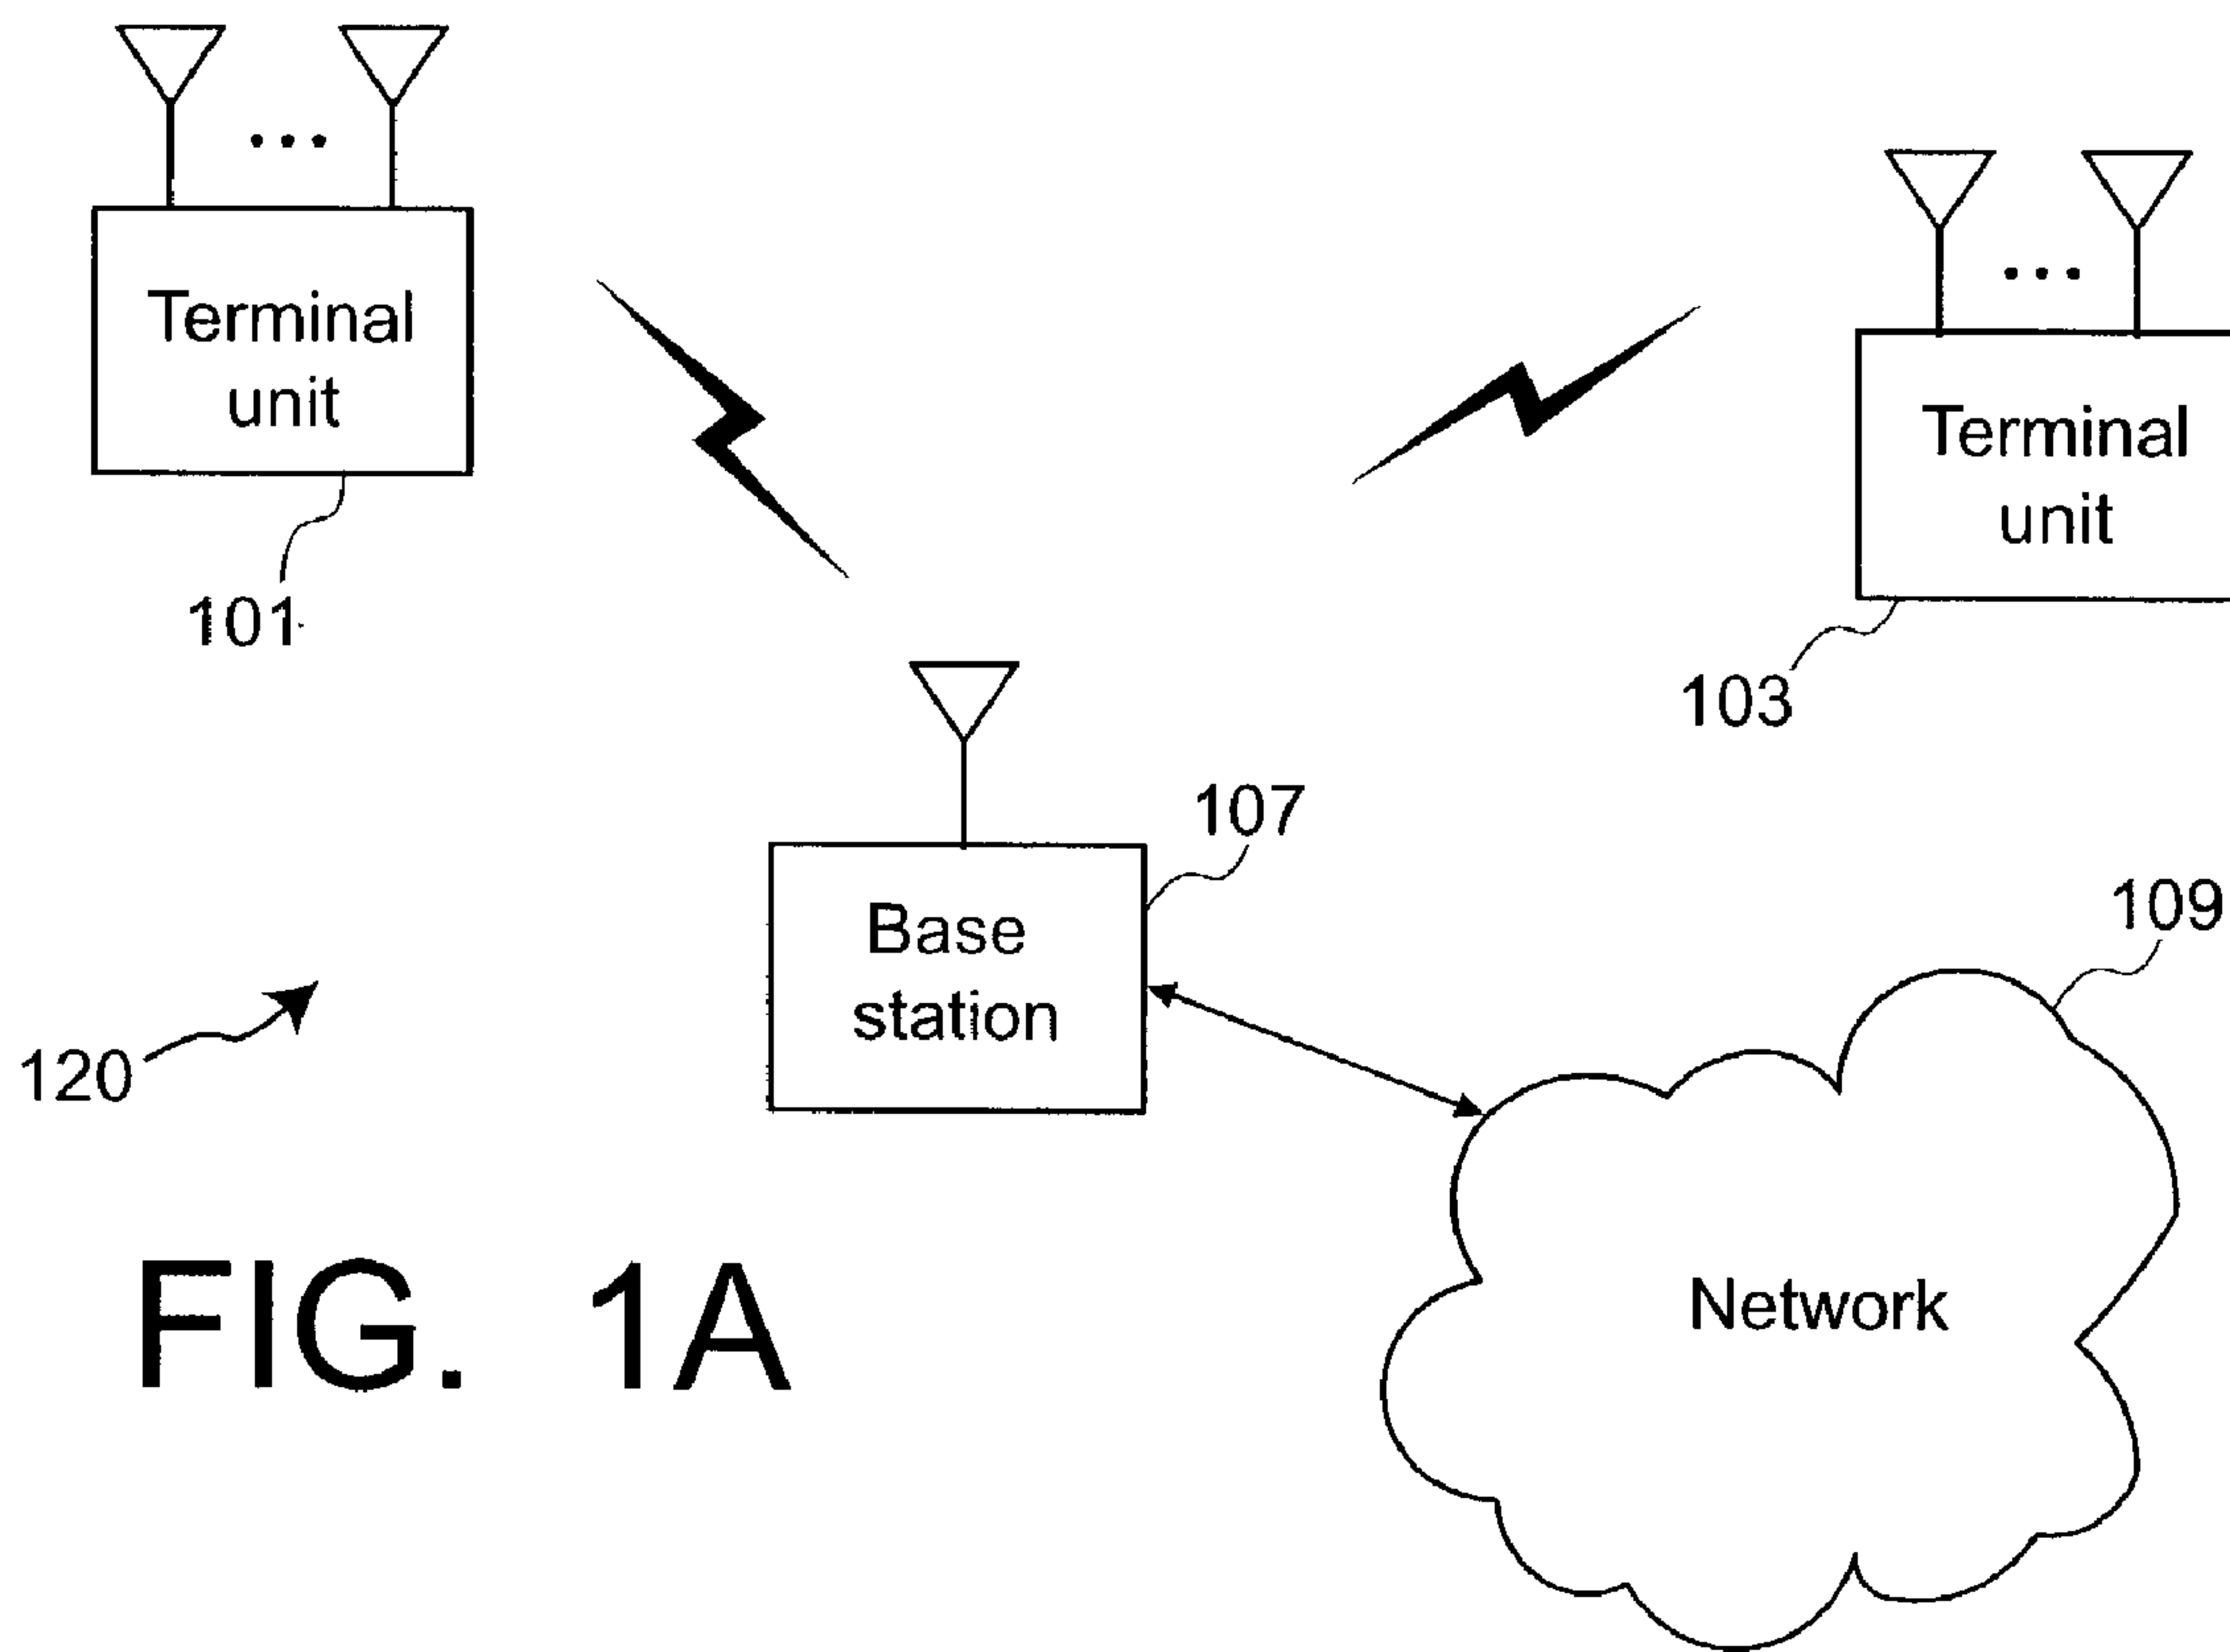 Terminal
unit
101
Terminal
unit
103
107
Base
station
109
120
Network
FIG. 1A